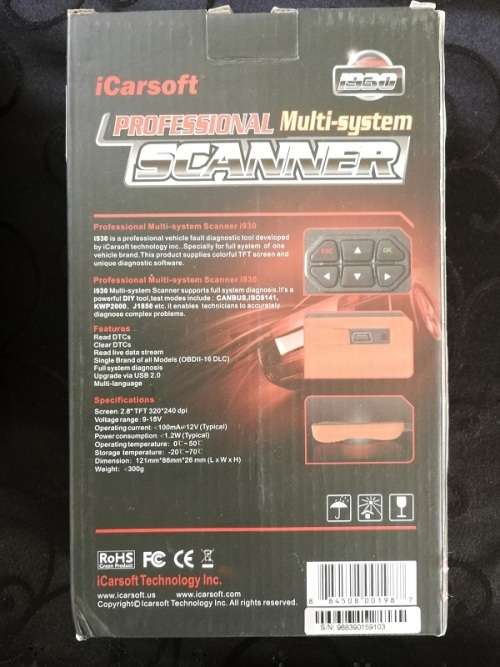 iCarsoft™
i930
PROFESSIONAL Multi-system
SCANNER
Professional Multi-system Scanner i930
i930 is a professional vehicle fault diagnostic tool developed
by iCarsoft technology inc..Specially for full system of one
vehicle brand.This product supplies colorful TFT screen and
unique diagnostic software.
ESC
OK
Professional Multi-system Scanner i930
i930 Multi-system Scanner supports full system diagnosis.It's a
powerful DIY tool,test modes include : CANBUS,ISO9141,
KWP2000, J1850 etc.It enables technicians to accurately
diagnose complex problems.
Features
Read DTCs
Clear DTCs
Read live data stream
Single Brand of all Models (OBDII-16 DLC)
Full system diagnosis
Upgrade via USB 2.0
Multi-language
Specifications
Screen: 2.8" TFT 320*240 dpi
Voltage range : 9-18V
Operating current: <100mA@12V (Typical)
Power consumption : <1.2W (Typical)
Operating temperature: 0℃~50℃
Storage temperature: -20℃~70℃
Dimension: 121mm*86mm*26 mm (L x W x H)
Weight: <300g
RoHS
Green Product
FC CE
iCarsoft Technology Inc.
www.icarsoft.us www.icarsoft.com
Copyright© Icarsoft Technology Inc. All rights reserved.
8 84508 00198 7
S/N: 968390159103